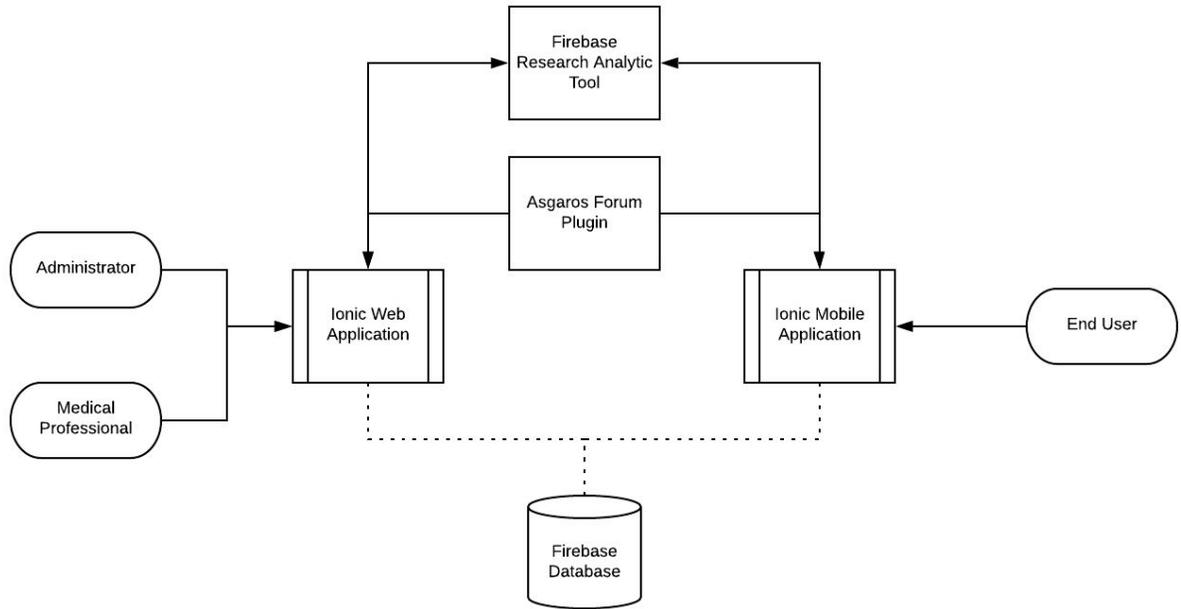 Firebase
Research Analytic
Tool
Asgaros Forum
Plugin
Administrator
Ionic Web
Application
Ionic Mobile
Application
End User
Medical
Professional
Firebase
Database